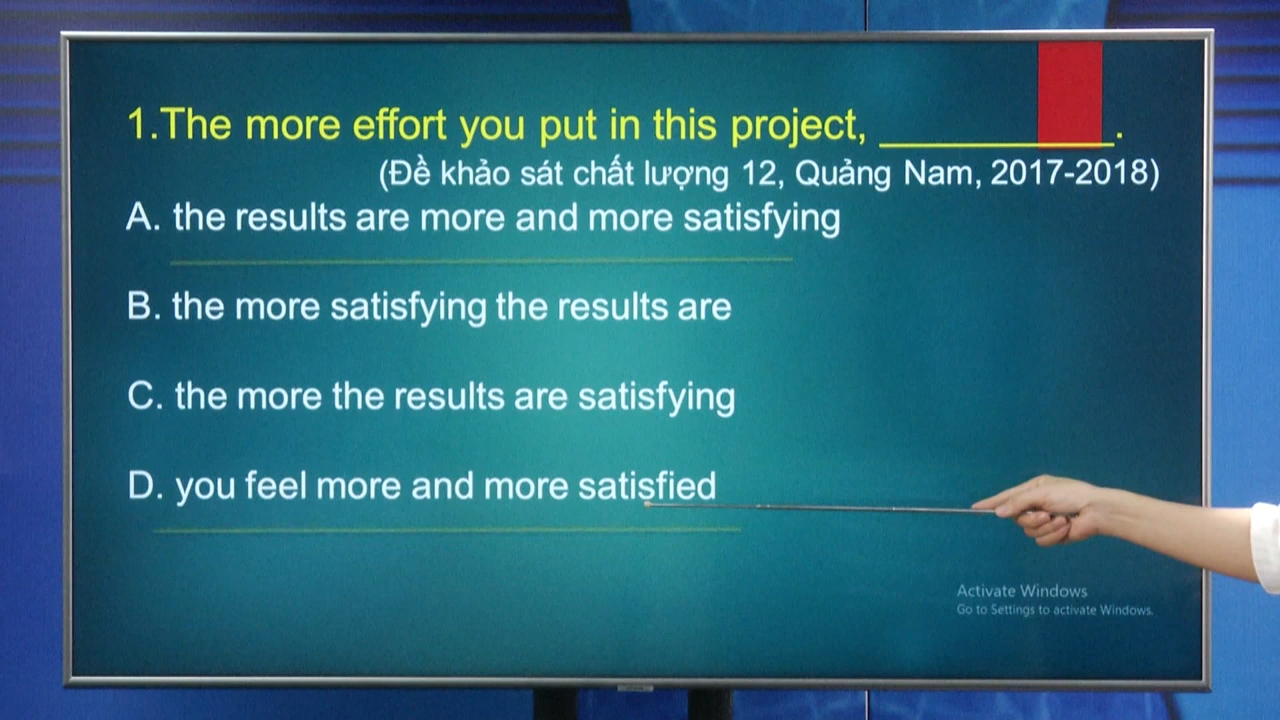 1.The more effort you put in this project, __________.
(Đề khảo sát chất lượng 12, Quảng Nam, 2017-2018)
A. the results are more and more satisfying
B. the more satisfying the results are
C. the more the results are satisfying
D. you feel more and more satisfied
Activate Windows
Go to Settings to activate Windows.